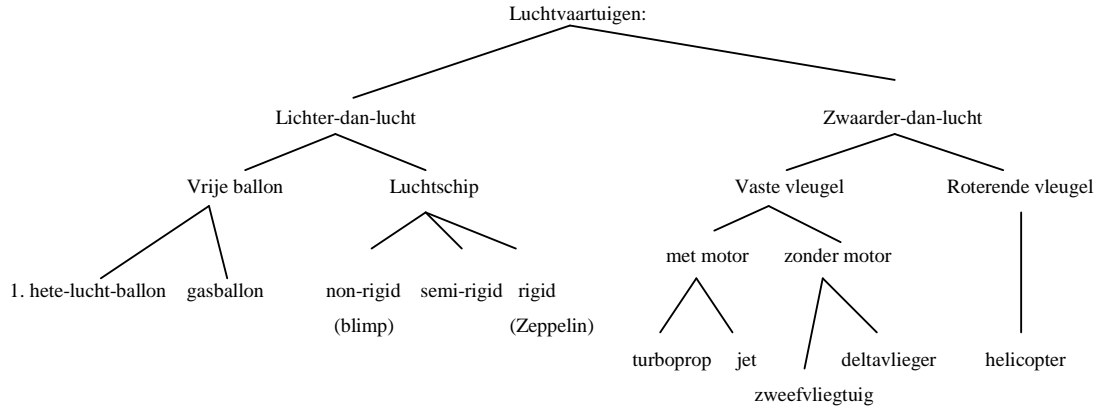 Luchtvaartuigen:
Lichter-dan-lucht Zwaarder-dan-lucht
Vrije ballon Luchtschip Vaste vleugel Roterende vleugel
met motor zonder motor
1. hete-lucht-ballon gasballon non-rigid semi-rigid rigid
(blimp) (Zeppelin)
turboprop jet deltavlieger helicopter
zweefvliegtuig